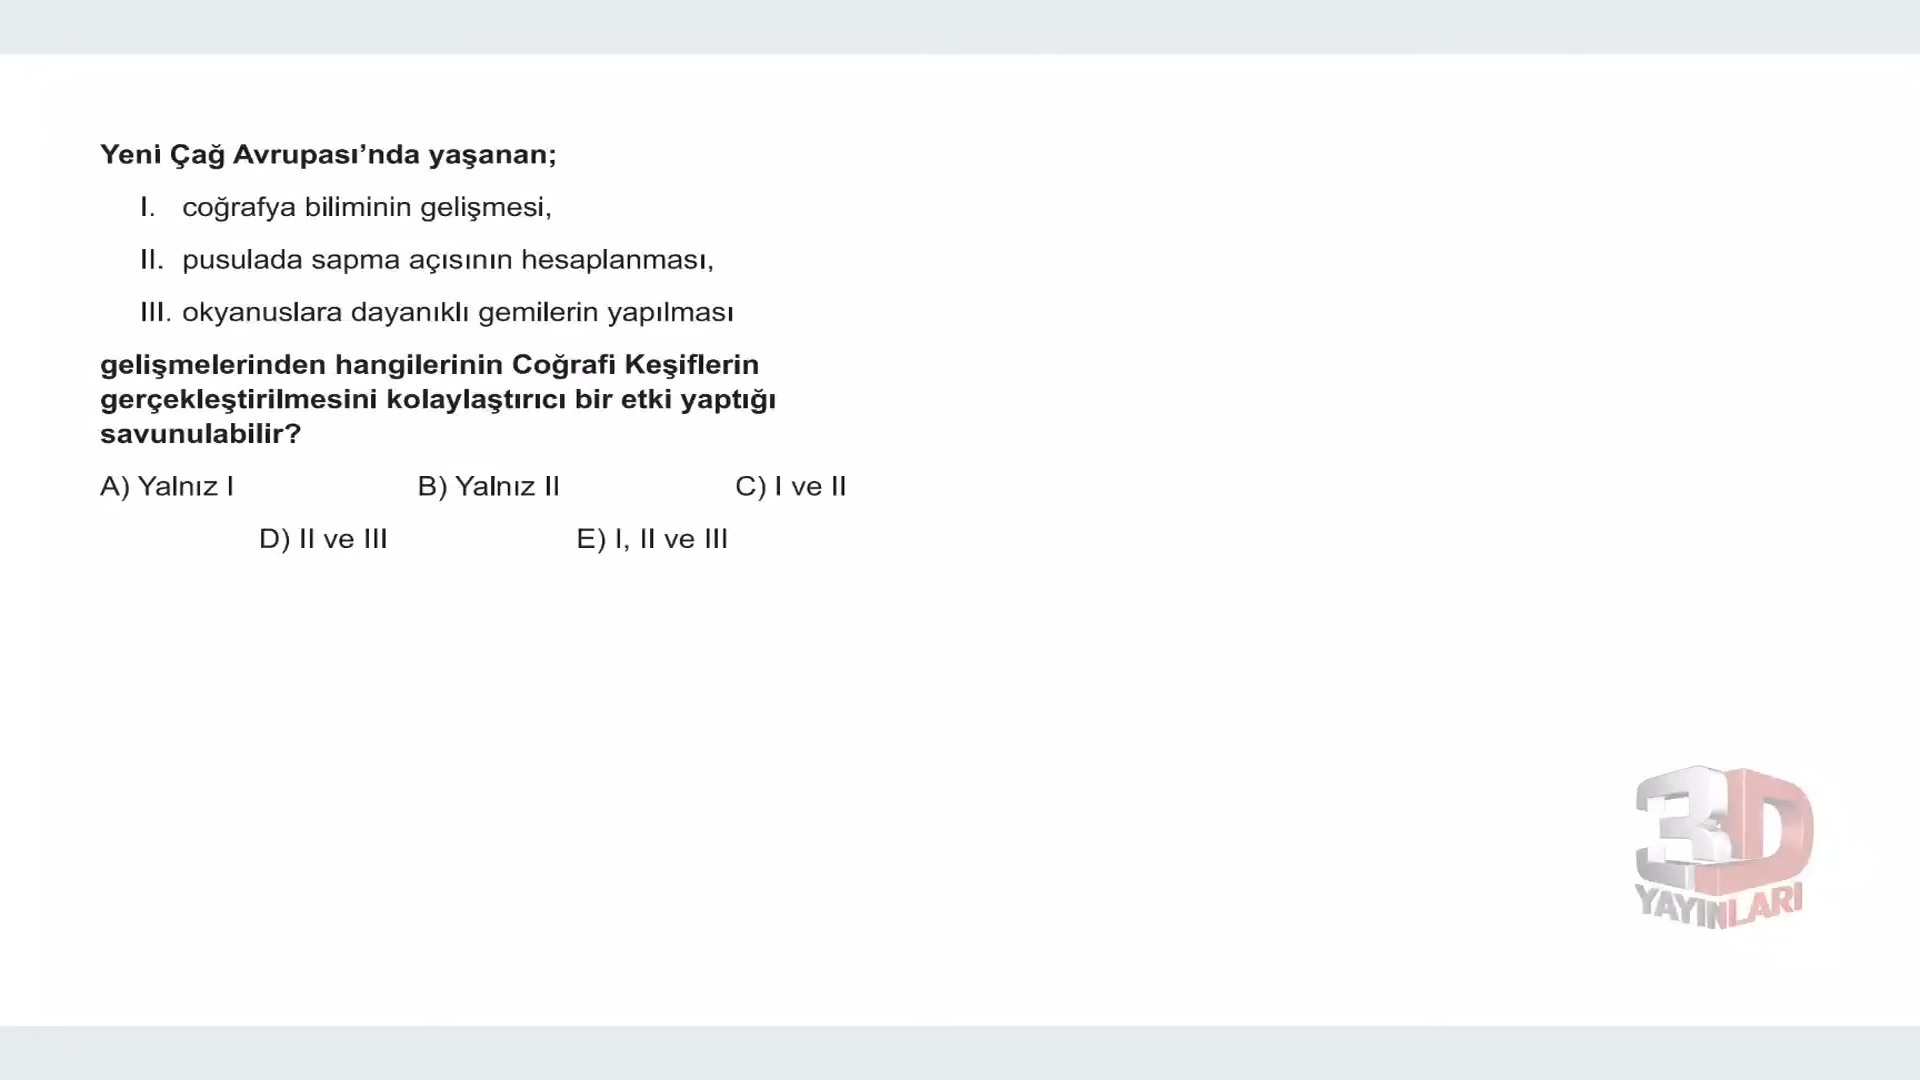 Yeni Çağ Avrupası’nda yaşanan;
I. coğrafya biliminin gelişmesi,
II. pusulada sapma açısının hesaplanması,
III. okyanuslara dayanıklı gemilerin yapılması
gelişmelerinden hangilerinin Coğrafi Keşiflerin
gerçekleştirilmesini kolaylaştırıcı bir etki yaptığı
savunulabilir?
A) Yalnız I B) Yalnız II C) I ve II
D) II ve III E) I, II ve III
3D
YAYINLARI